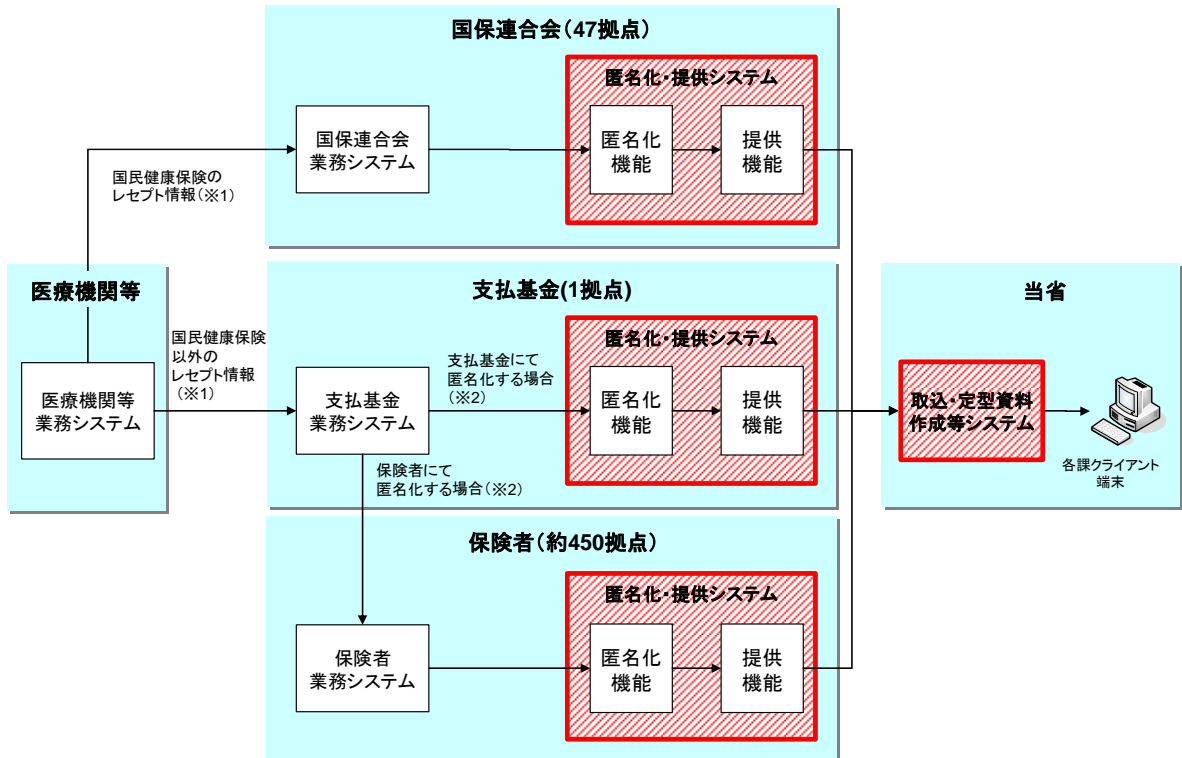 国保連合会(47拠点)
匿名化・提供システム
国保連合会
業務システム
匿名化
機能
提供
機能
国民健康保険の
レセプト情報(※1)
医療機関等
医療機関等
業務システム
国民健康保険
以外の
レセプト情報
(※1)
支払基金(1拠点)
匿名化・提供システム
支払基金にて
匿名化する場合
(※2)
支払基金
業務システム
匿名化
機能
提供
機能
保険者にて
匿名化する場合(※2)
当省
取込・定型資料
作成等システム
各課クライアント
端末
保険者(約450拠点)
匿名化・提供システム
保険者
業務システム
匿名化
機能
提供
機能